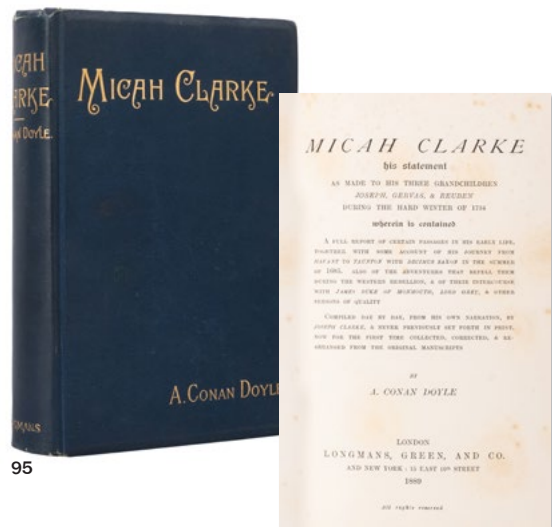 MICAH
CLARKE
CONAN DOYLE.
MICAH CLARKE
A. CONAN DOYLE
LONGMANS
95
MICAH CLARKE
his statement
AS MADE TO HIS THREE GRANDCHILDREN
JOSEPH, GERVAS, & REUBEN
DURING THE HARD WINTER OF 1734
wherein is contained
A FULL REPORT OF CERTAIN PASSAGES IN HIS EARLY LIFE,
TOGETHER WITH SOME ACCOUNT OF HIS JOURNEY FROM
HAVANT TO TAUNTON WITH DECIMUS SAXON IN THE SUMMER
OF 1685. ALSO OF THE ADVENTURES THAT BEFELL THEM
DURING THE WESTERN REBELLION, & OF THEIR INTERCOURSE
WITH JAMES DUKE OF MONMOUTH, LORD GREY, & OTHER
PERSONS OF QUALITY
COMPILED DAY BY DAY, FROM HIS OWN NARRATION, BY
JOSEPH CLARKE, & NEVER PREVIOUSLY SET FORTH IN PRINT.
NOW FOR THE FIRST TIME COLLECTED, CORRECTED, & RE-
ARRANGED FROM THE ORIGINAL MANUSCRIPTS
BY
A. CONAN DOYLE
LONDON
LONGMANS, GREEN, AND CO.
AND NEW YORK : 15 EAST 16th STREET
1889
All rights reserved